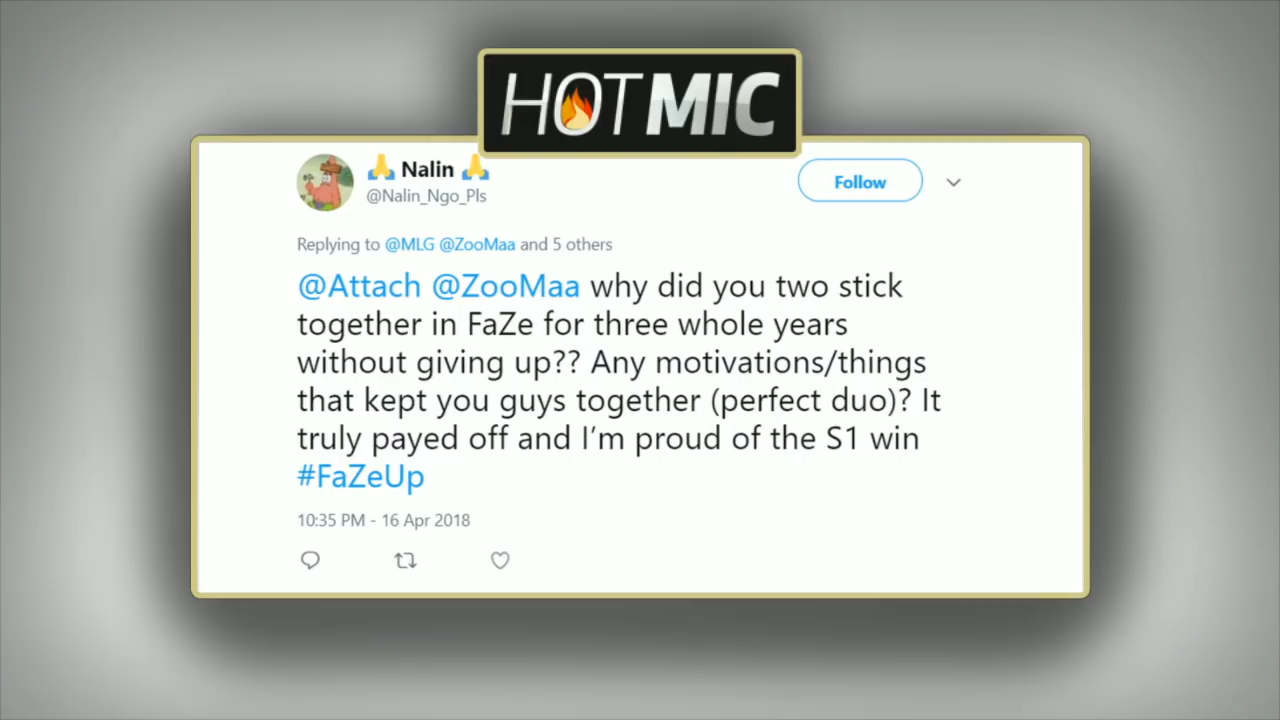 HOTMIC
🙏 Nalin 🙏
@Nalin_Ngo_Pls
Follow
Replying to @MLG @ZooMaa and 5 others
@Attach @ZooMaa why did you two stick
together in FaZe for three whole years
without giving up?? Any motivations/things
that kept you guys together (perfect duo)? It
truly payed off and I’m proud of the S1 win
#FaZeUp
10:35 PM - 16 Apr 2018